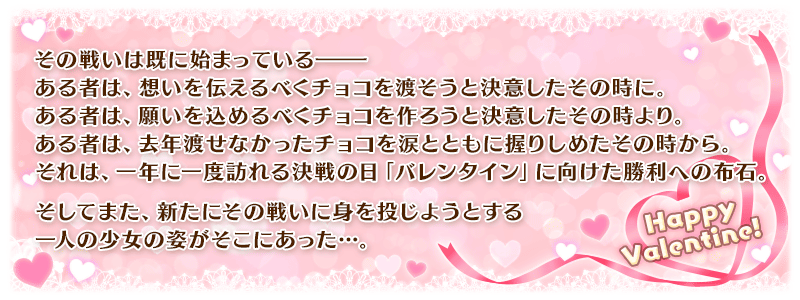 その戦いは既に始まっている――
ある者は、想いを伝えるべくチョコを渡そうと決意したその時に。
ある者は、願いを込めるべくチョコを作ろうと決意したその時より。
ある者は、去年渡せなかったチョコを涙とともに握りしめたその時から。
それは、一年に一度訪れる決戦の日「バレンタイン」に向けた勝利への布石。
そしてまた、新たにその戦いに身を投じようとする
一人の少女の姿がそこにあった…。
Happy
Valentine!